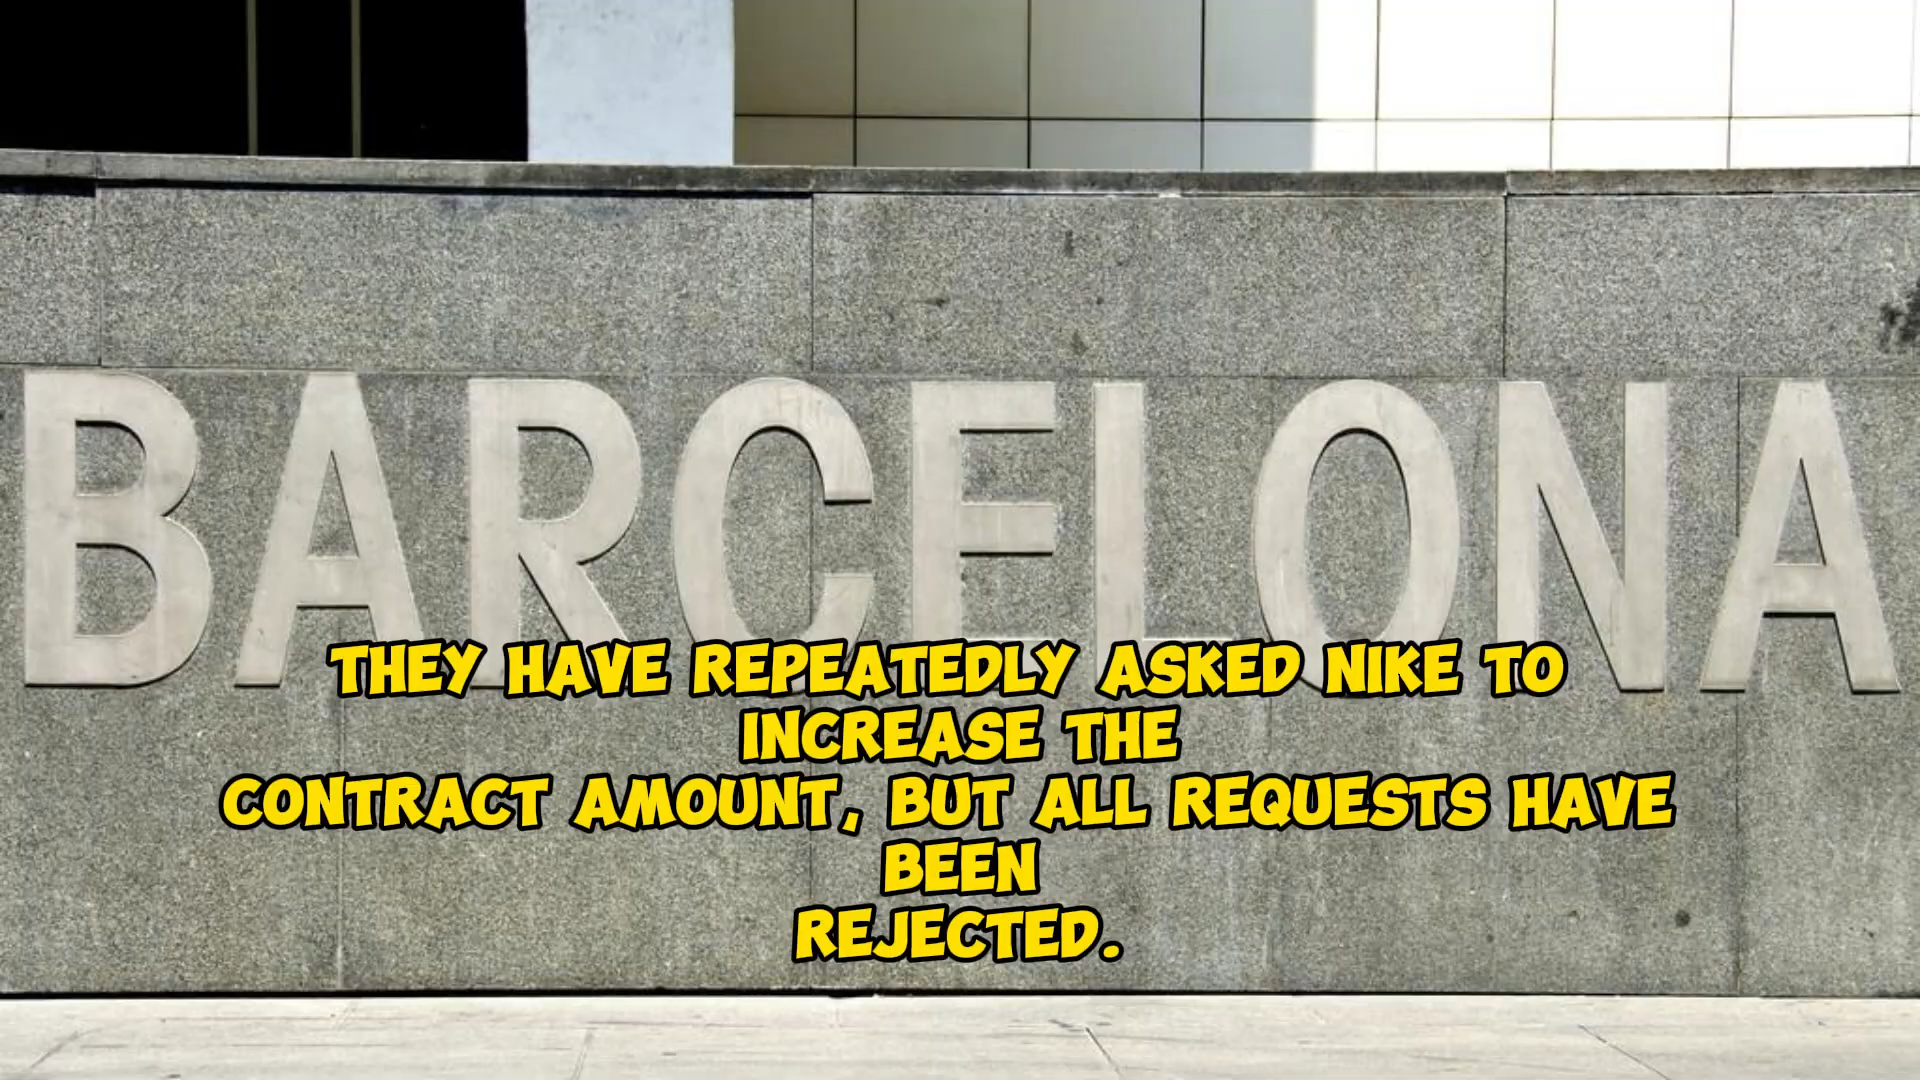 BARCELONA
THEY HAVE REPEATEDLY ASKED NIKE TO
INCREASE THE
CONTRACT AMOUNT, BUT ALL REQUESTS HAVE
BEEN
REJECTED.